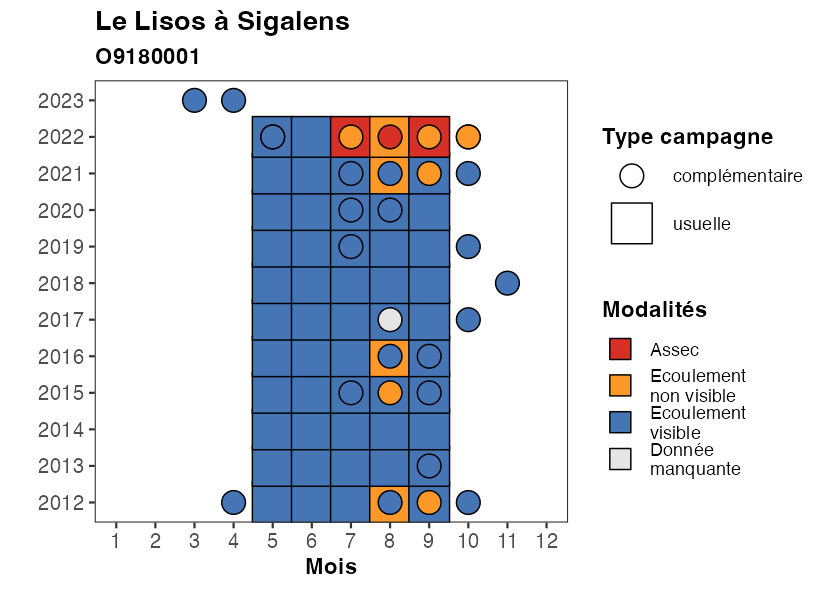 Le Lisos à Sigalens
O9180001
2023
2022
2021
2020
2019
2018
2017
2016
2015
2014
2013
2012
1 2 3 4 5 6 7 8 9 10 11 12
Mois
Type campagne
complémentaire
usuelle
Modalités
Assec
Ecoulement
non visible
Ecoulement
visible
Donnée
manquante